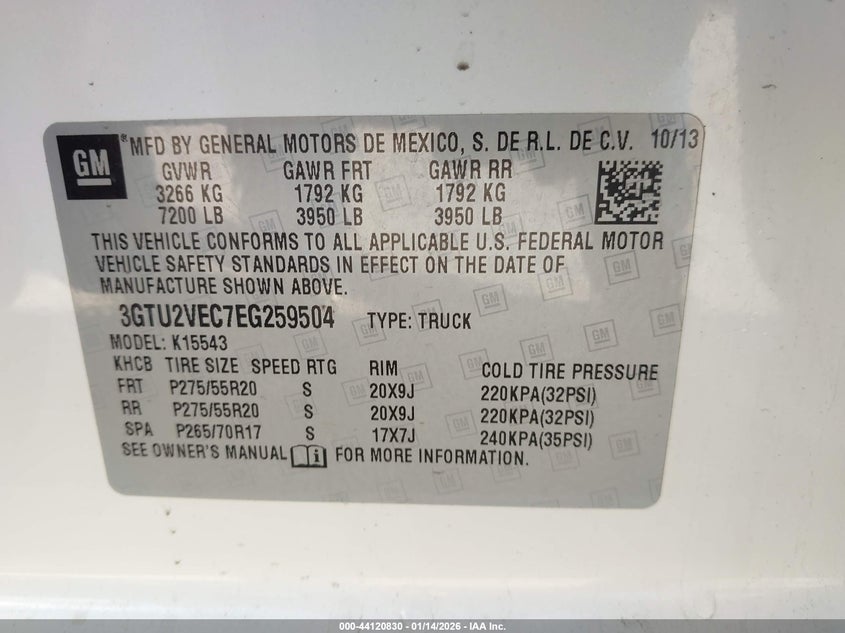 GM
®MFD BY GENERAL MOTORS DE MEXICO, S. DE R.L. DE C.V. 10/13
GVWR GAWR FRT GAWR RR
3266 KG 1792 KG 1792 KG
7200 LB 3950 LB 3950 LB
THIS VEHICLE CONFORMS TO ALL APPLICABLE U.S. FEDERAL MOTOR
VEHICLE SAFETY STANDARDS IN EFFECT ON THE DATE OF
MANUFACTURE SHOWN ABOVE.
3GTU2VEC7EG259504 TYPE: TRUCK
MODEL: K15543
KHCB TIRE SIZE SPEED RTG RIM COLD TIRE PRESSURE
FRT P275/55R20 S 20X9J 220KPA(32PSI)
RR P275/55R20 S 20X9J 220KPA(32PSI)
SPA P265/70R17 S 17X7J 240KPA(35PSI)
SEE OWNER'S MANUAL FOR MORE INFORMATION.
000-44120830 - 01/14/2026 - IAA Inc.